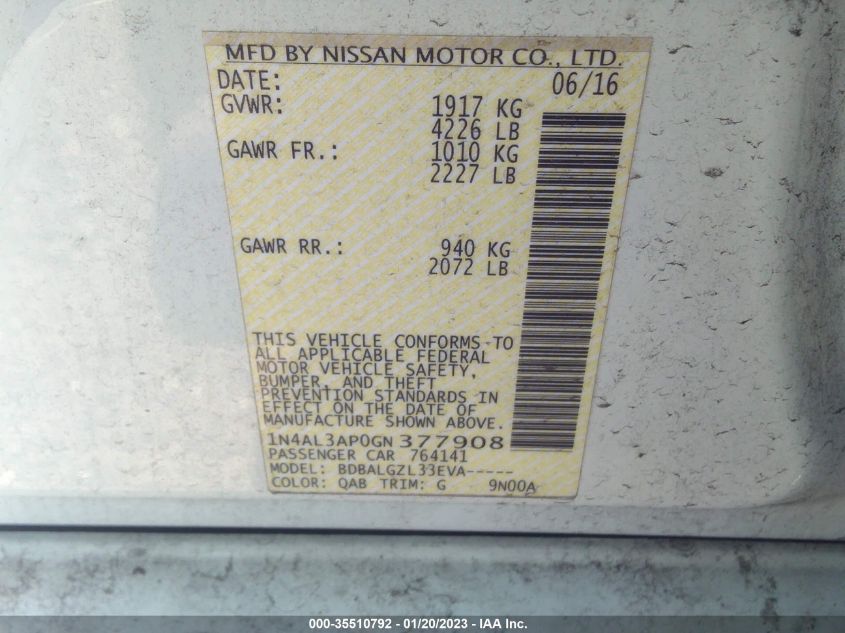 MFD BY NISSAN MOTOR CO., LTD.
DATE: 06/16
GVWR: 1917 KG
4226 LB
GAWR FR.: 1010 KG
2227 LB
GAWR RR.: 940 KG
2072 LB
THIS VEHICLE CONFORMS TO
ALL APPLICABLE FEDERAL
MOTOR VEHICLE SAFETY,
BUMPER, AND THEFT
PREVENTION STANDARDS IN
EFFECT ON THE DATE OF
MANUFACTURE SHOWN ABOVE.
1N4AL3AP0GN 377908
PASSENGER CAR 764141
MODEL: BDBALGZL33EVA-----
COLOR: QAB TRIM: G 9N00A
000-35510792 - 01/20/2023 - IAA Inc.